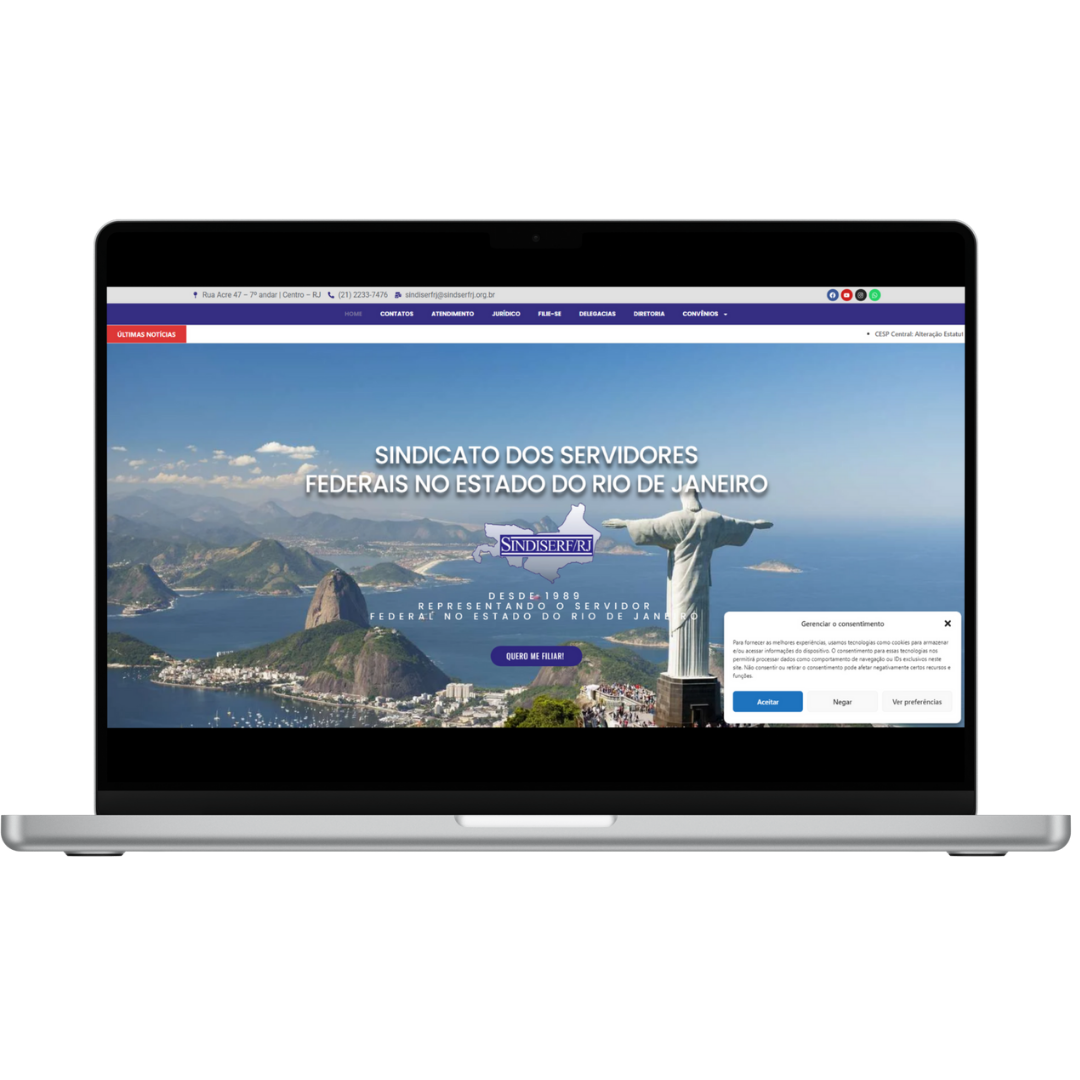 Rua Acre 47 – 7º andar | Centro – RJ (21) 2233-7476 sindiserfrj@sindserfrj.org.br
HOME CONTATOS ATENDIMENTO JURÍDICO FILIE-SE DELEGACIAS DIRETORIA CONVÊNIOS
ÚLTIMAS NOTÍCIAS • CESP Central: Alteração Estatut
SINDICATO DOS SERVIDORES
FEDERAIS NO ESTADO DO RIO DE JANEIRO
SINDISERF/RJ
DESDE 1989
REPRESENTANDO O SERVIDOR
FEDERAL NO ESTADO DO RIO DE JANEIRO
QUERO ME FILIAR!
Gerenciar o consentimento
Para fornecer as melhores experiências, usamos tecnologias como cookies para armazenar
e/ou acessar informações do dispositivo. O consentimento para essas tecnologias nos
permitirá processar dados como comportamento de navegação ou IDs exclusivos neste
site. Não consentir ou retirar o consentimento pode afetar negativamente certos recursos e
funções.
Aceitar Negar Ver preferências